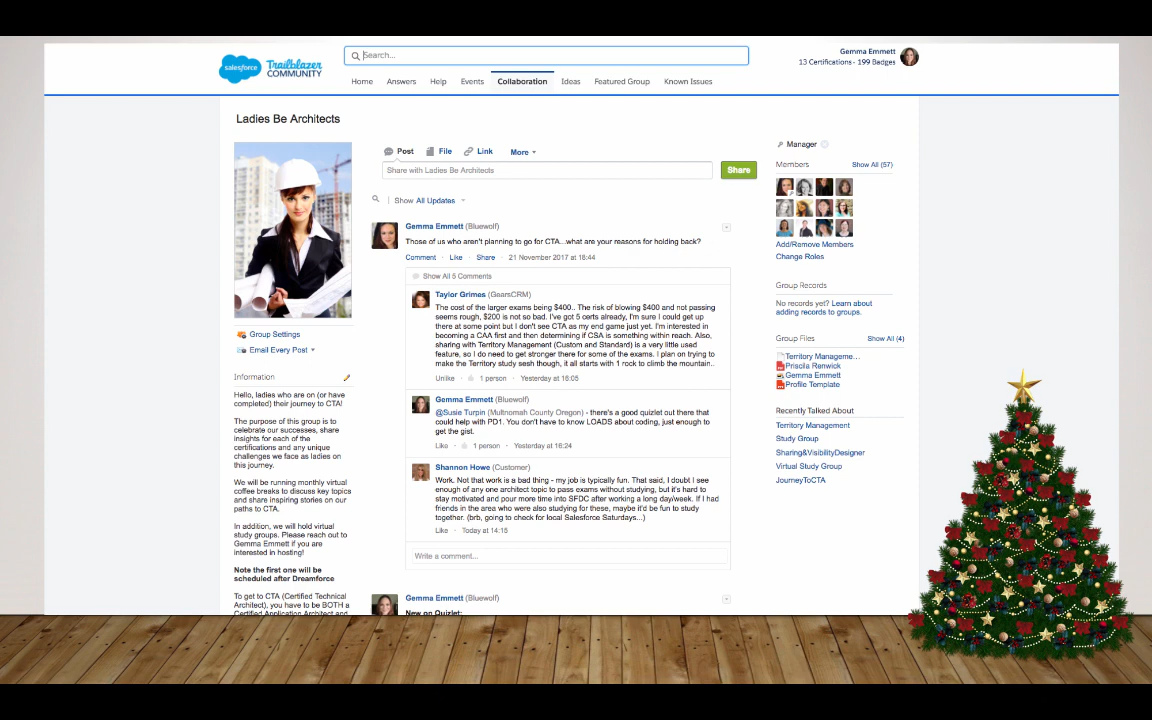 Search...
Gemma Emmett
13 Certifications · 199 Badges
salesforce
Trailblazer
COMMUNITY
Home Answers Help Events Collaboration Ideas Featured Group Known Issues
Ladies Be Architects
Post File Link More
Share with Ladies Be Architects
Share
Show All Updates
Gemma Emmett (Bluewolf)
Those of us who aren't planning to go for CTA...what are your reasons for holding back?
Comment · Like · Share · 21 November 2017 at 18:44
Show All 5 Comments
Taylor Grimes (GearsCRM)
The cost of the larger exams being $400.. The risk of blowing $400 and not passing
seems rough, $200 is not so bad. I've got 5 certs already, I'm sure I could get up
there at some point but I don't see CTA as my end game just yet. I'm interested in
becoming a CAA first and then determining if CSA is something within reach. Also,
sharing with Territory Management (Custom and Standard) is a very little used
feature, so I do need to get stronger there for some of the exams. I plan on trying to
make the Territory study sesh though, it all starts with 1 rock to climb the mountain..
Unlike · 1 person · Yesterday at 16:05
Gemma Emmett (Bluewolf)
@Susie Turpin (Multnomah County Oregon) - there's a good quizlet out there that
could help with PD1. You don't have to know LOADS about coding, just enough to
get the gist.
Like · 1 person · Yesterday at 16:24
Shannon Howe (Customer)
Work. Not that work is a bad thing - my job is typically fun. That said, I doubt I see
enough of any one architect topic to pass exams without studying, but it's hard to
stay motivated and pour more time into SFDC after working a long day/week. If I had
friends in the area who were also studying for these, maybe it'd be fun to study
together. (brb, going to check for local Salesforce Saturdays...)
Like · Today at 14:15
Write a comment...
Gemma Emmett (Bluewolf)
New on Quizlet:
Group Settings
Email Every Post
Information
Hello, ladies who are on (or have
completed) their journey to CTA!
The purpose of this group is to
celebrate our successes, share
insights for each of the
certifications and any unique
challenges we face as ladies on
this journey.
We will be running monthly virtual
coffee breaks to discuss key topics
and share inspiring stories on our
paths to CTA.
In addition, we will hold virtual
study groups. Please reach out to
Gemma Emmett if you are
interested in hosting!
Note the first one will be
scheduled after Dreamforce
To get to CTA (Certified Technical
Architect), you have to be BOTH a
Certified Application Architect and
Manager
Members Show All (57)
Add/Remove Members
Change Roles
Group Records
No records yet? Learn about
adding records to groups.
Group Files Show All (4)
Territory Manageme...
Priscila Renwick
Gemma Emmett
Profile Template
Recently Talked About
Territory Management
Study Group
Sharing&VisibilityDesigner
Virtual Study Group
JourneyToCTA